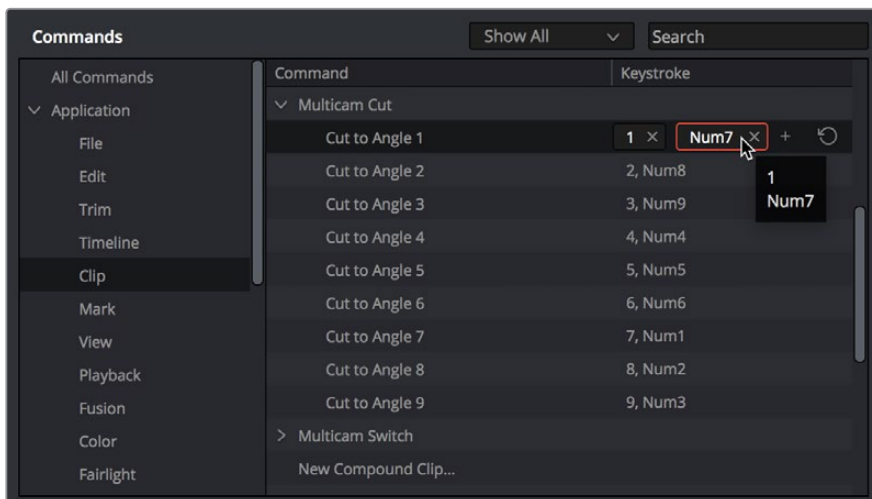 Commands
Show All
Search
All Commands
Application
File
Edit
Trim
Timeline
Clip
Mark
View
Playback
Fusion
Color
Fairlight
Command Keystroke
Multicam Cut
Cut to Angle 1 1 × Num7 × +
Cut to Angle 2 2, Num8
Cut to Angle 3 3, Num9
Cut to Angle 4 4, Num4
Cut to Angle 5 5, Num5
Cut to Angle 6 6, Num6
Cut to Angle 7 7, Num1
Cut to Angle 8 8, Num2
Cut to Angle 9 9, Num3
Multicam Switch
New Compound Clip...
1
Num7